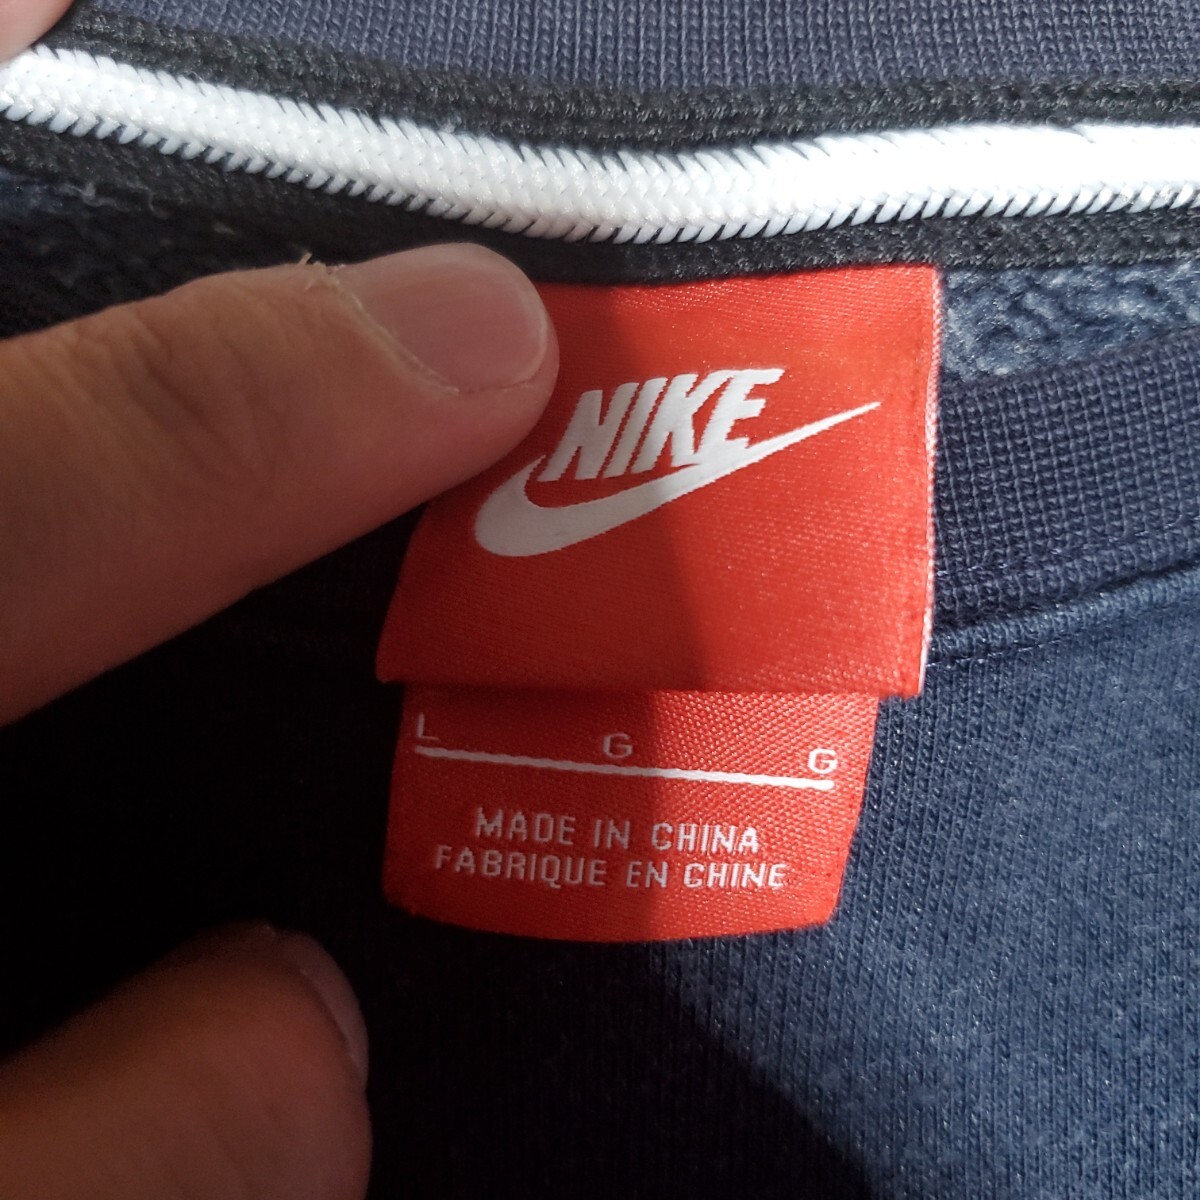 NIKE
L G G
MADE IN CHINA
FABRIQUE EN CHINE